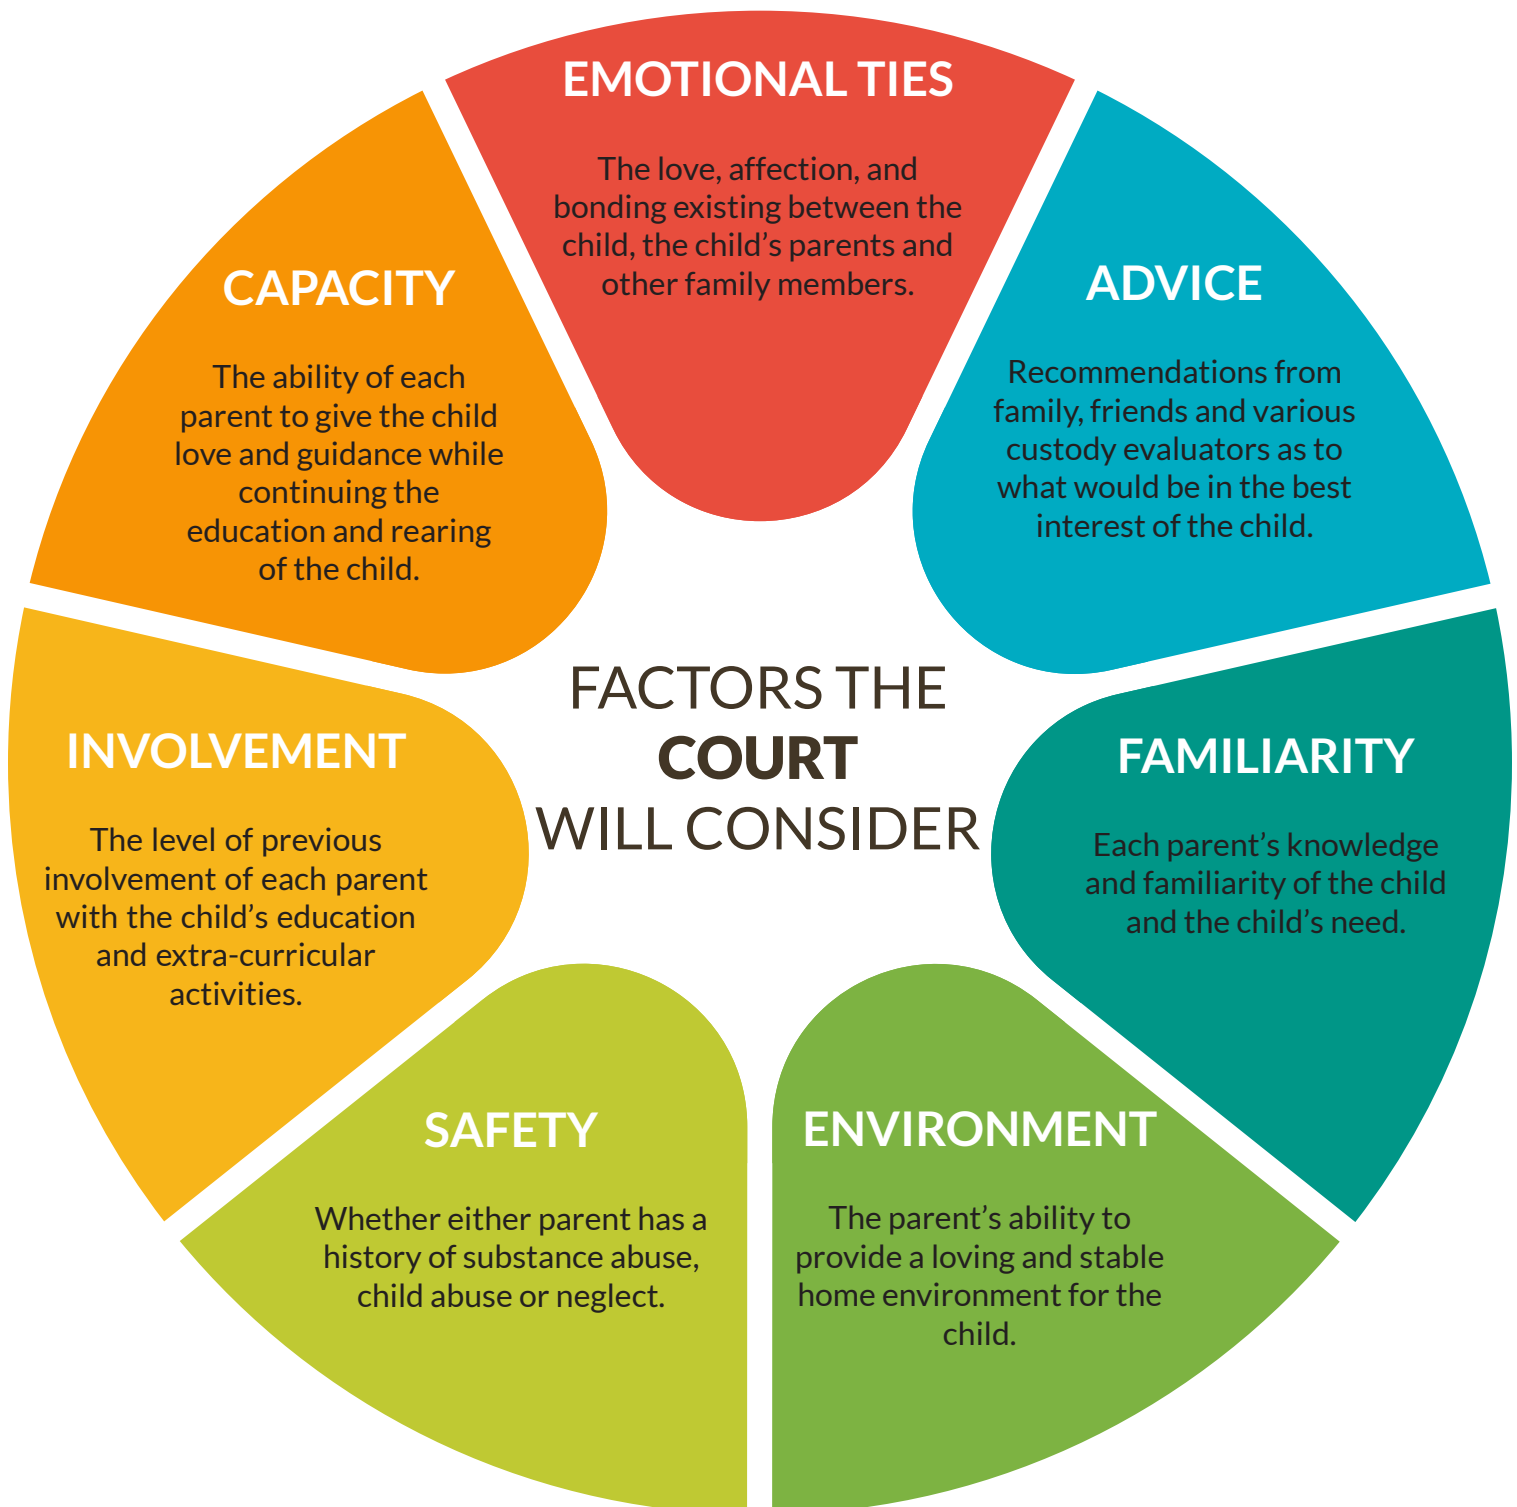 FACTORS THE
COURT
WILL CONSIDER
EMOTIONAL TIES
The love, affection, and
bonding existing between the
child, the child’s parents and
other family members.
ADVICE
Recommendations from
family, friends and various
custody evaluators as to
what would be in the best
interest of the child.
FAMILIARITY
Each parent’s knowledge
and familiarity of the child
and the child’s need.
ENVIRONMENT
The parent’s ability to
provide a loving and stable
home environment for the
child.
SAFETY
Whether either parent has a
history of substance abuse,
child abuse or neglect.
INVOLVEMENT
The level of previous
involvement of each parent
with the child’s education
and extra-curricular
activities.
CAPACITY
The ability of each
parent to give the child
love and guidance while
continuing the
education and rearing
of the child.